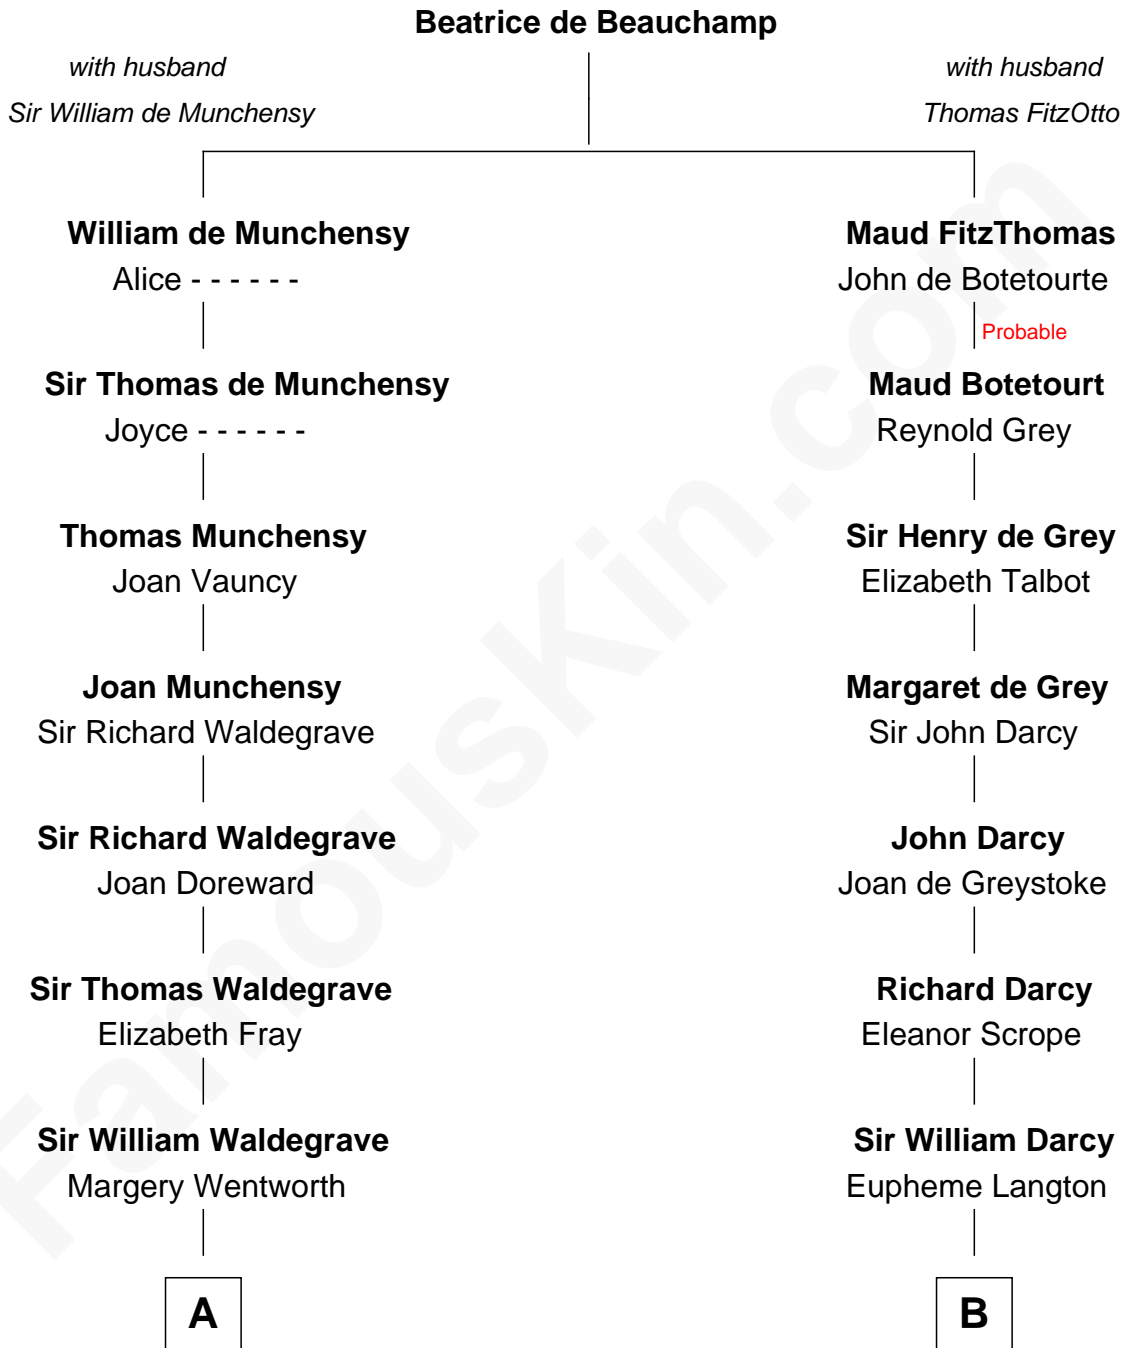 Beatrice de Beauchamp
with husband
Sir William de Munchensy
with husband
Thomas FitzOtto
William de Munchensy
Alice - - - - - -
Maud FitzThomas
John de Botetourte
Probable
Sir Thomas de Munchensy
Joyce - - - - - -
Maud Botetourt
Reynold Grey
Thomas Munchensy
Joan Vauncy
Sir Henry de Grey
Elizabeth Talbot
Joan Munchensy
Sir Richard Waldegrave
Margaret de Grey
Sir John Darcy
Sir Richard Waldegrave
Joan Doreward
John Darcy
Joan de Greystoke
Sir Thomas Waldegrave
Elizabeth Fray
Richard Darcy
Eleanor Scrope
Sir William Waldegrave
Margery Wentworth
Sir William Darcy
Eupheme Langton
A
B
FamousKin.com